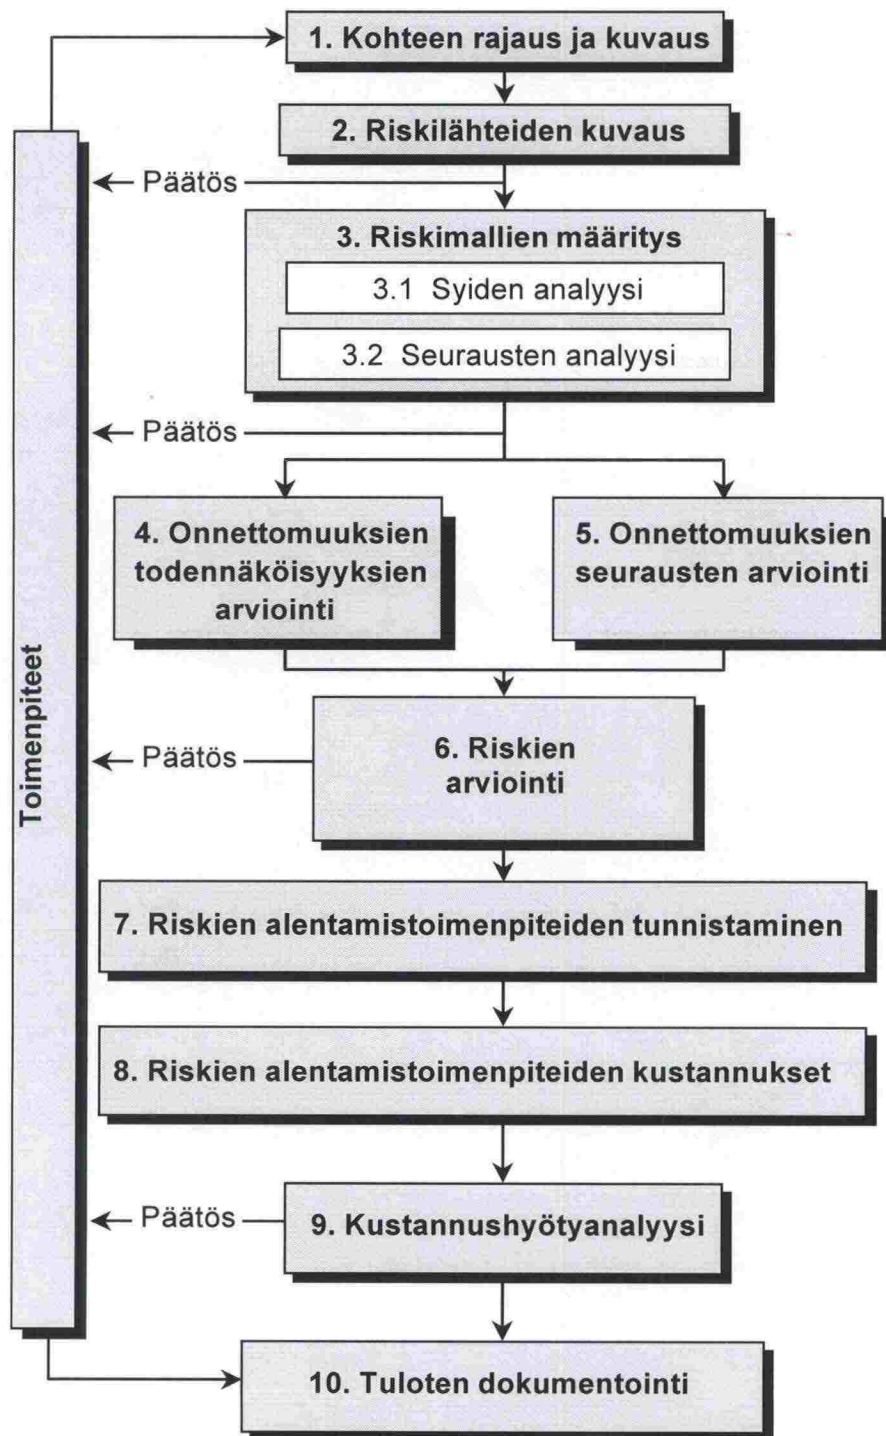 1. Kohteen rajaus ja kuvaus
2. Riskilähteiden kuvaus
Päätös
3. Riskimallien määritys
3.1 Syiden analyysi
3.2 Seurausten analyysi
Päätös
4. Onnettomuuksien
todennäköisyyksien
arviointi
5. Onnettomuuksien
seurausten arviointi
6. Riskien
arviointi
Päätös
Toimenpiteet
7. Riskien alentamistoimenpiteiden tunnistaminen
8. Riskien alentamistoimenpiteiden kustannukset
Päätös
9. Kustannushyötyanalyysi
10. Tuloten dokumentointi